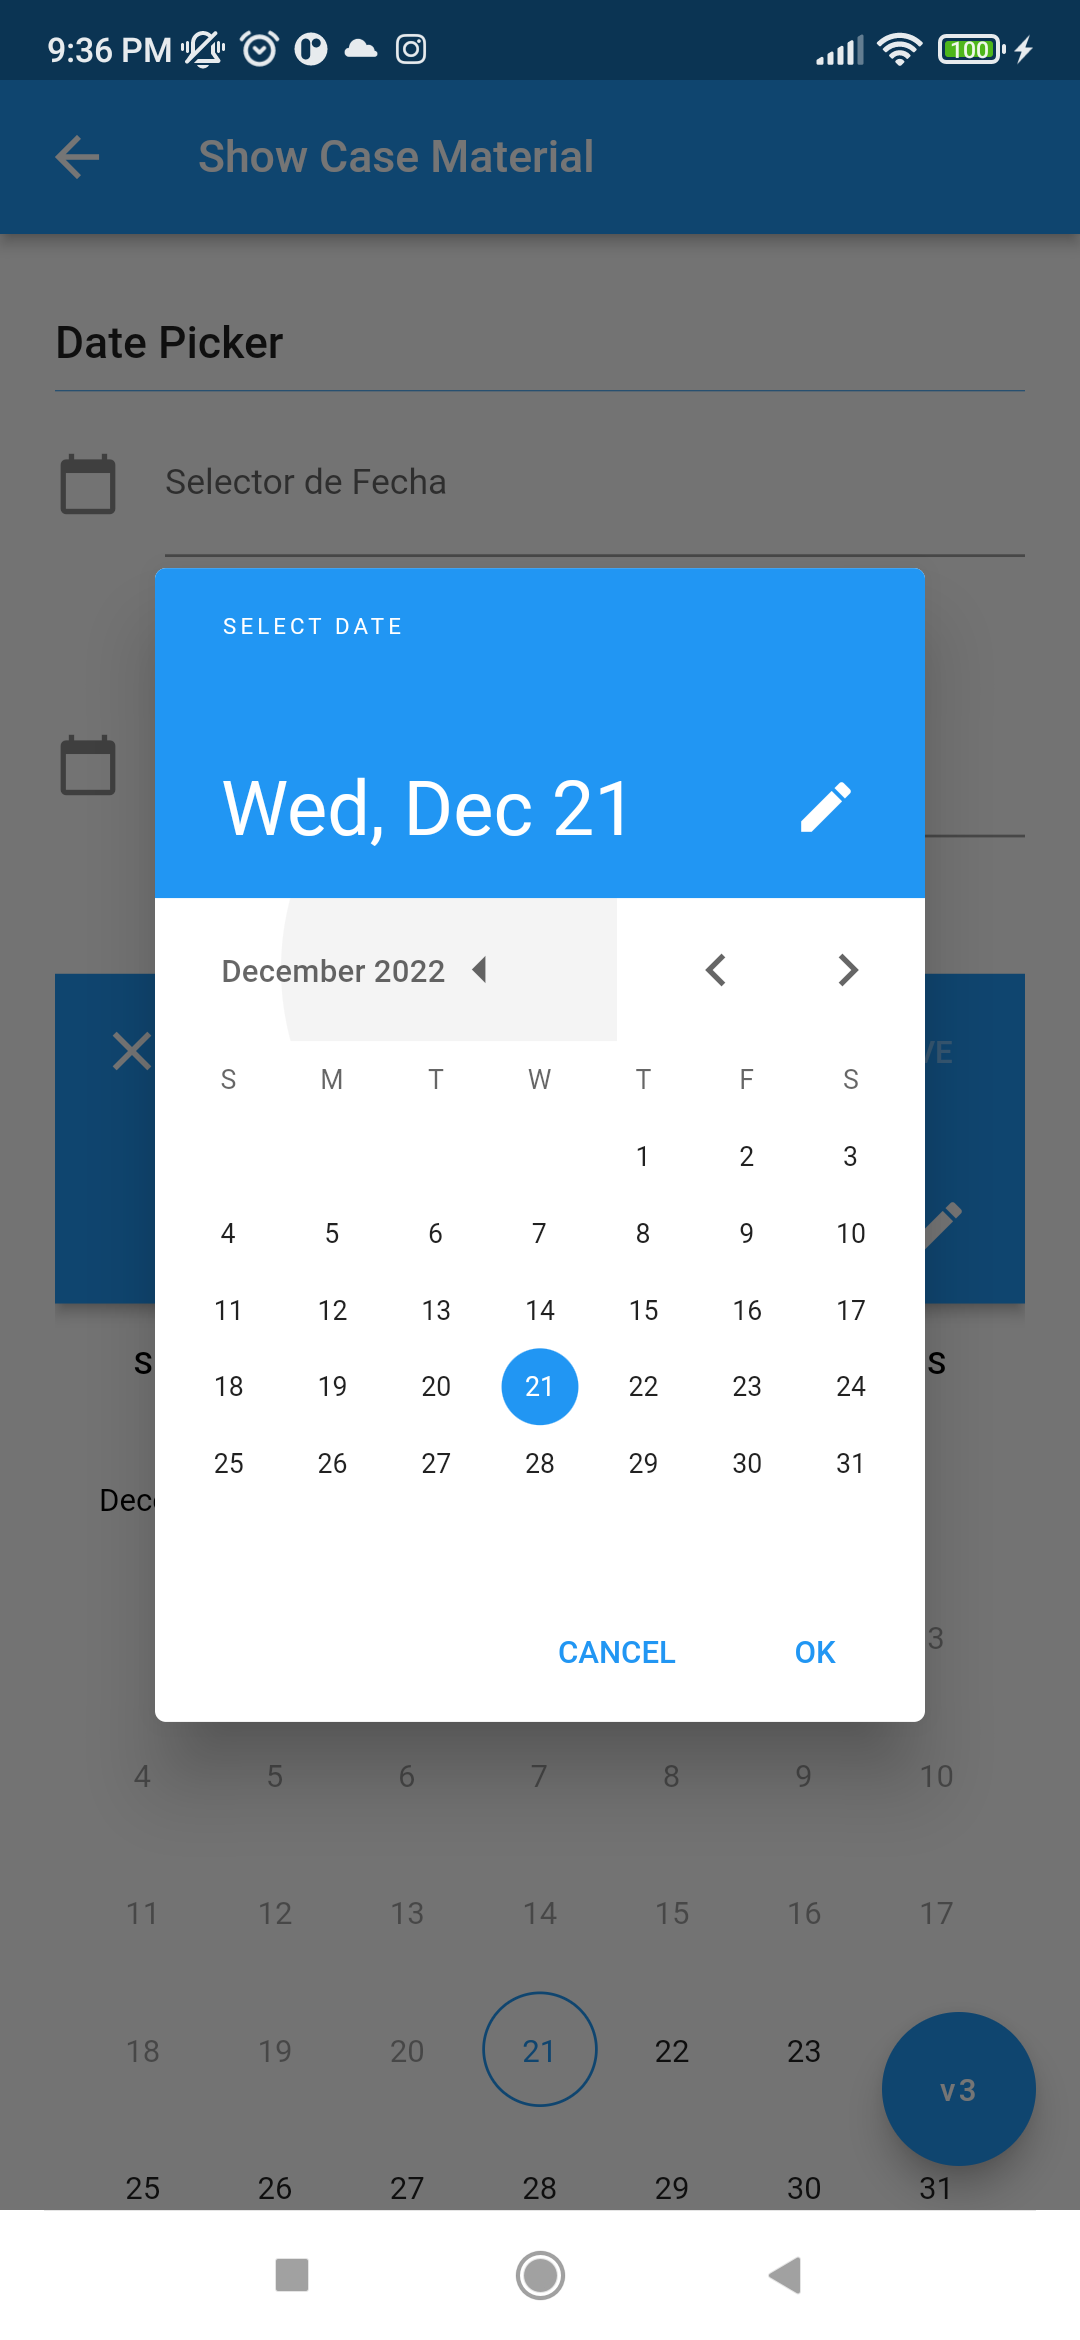 9:36 PM 100
Show Case Material
Date Picker
Selector de Fecha
SELECT DATE
Wed, Dec 21
December 2022
S M T W T F S
1 2 3
4 5 6 7 8 9 10
11 12 13 14 15 16 17
18 19 20 21 22 23 24
25 26 27 28 29 30 31
CANCEL OK
VE
S S
Dec
3
4 5 6 7 8 9 10
11 12 13 14 15 16 17
18 19 20 21 22 23
v3
25 26 27 28 29 30 31